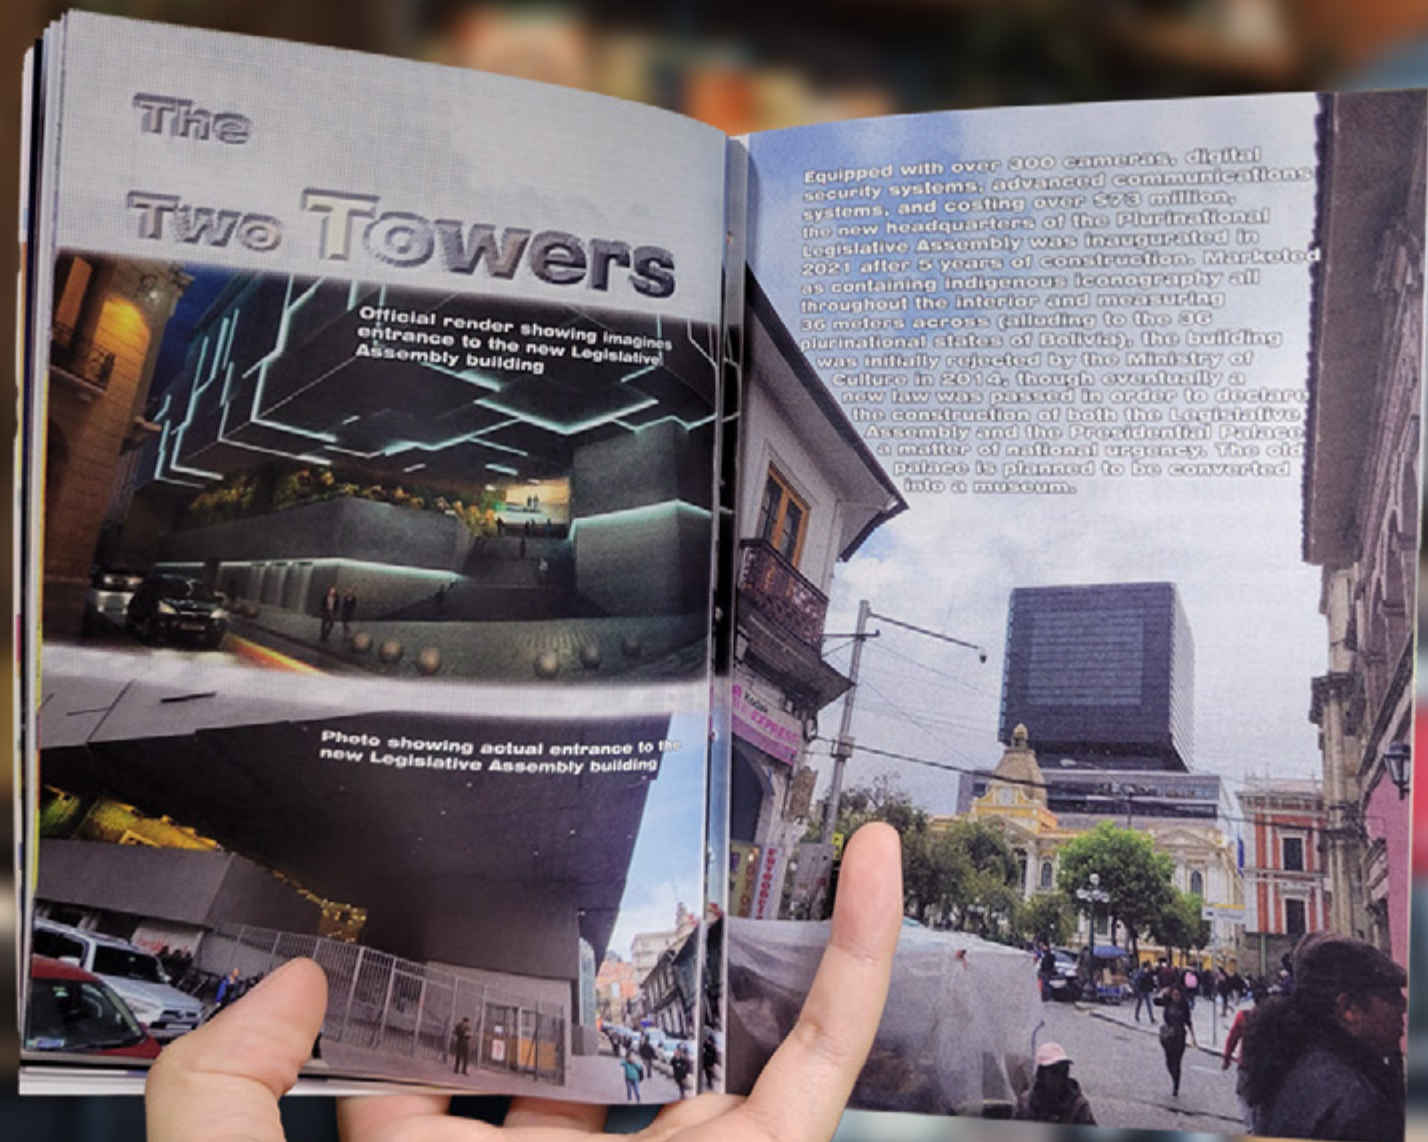 The
Two Towers
Official render showing imagines
entrance to the new Legislative
Assembly building
Photo showing actual entrance to the
new Legislative Assembly building
Equipped with over 300 cameras, digital
security systems, advanced communications
systems, and costing over $73 million,
the new headquarters of the Plurinational
Legislative Assembly was inaugurated in
2021 after 5 years of construction. Marketed
as containing indigenous iconography all
throughout the interior and measuring
36 meters across (alluding to the 36
plurinational states of Bolivia), the building
was initially rejected by the Ministry of
Culture in 2014, though eventually a
new law was passed in order to declare
the construction of both the Legislative
Assembly and the Presidential Palace
a matter of national urgency. The old
palace is planned to be converted
into a museum.
Kodak
EXPRESS